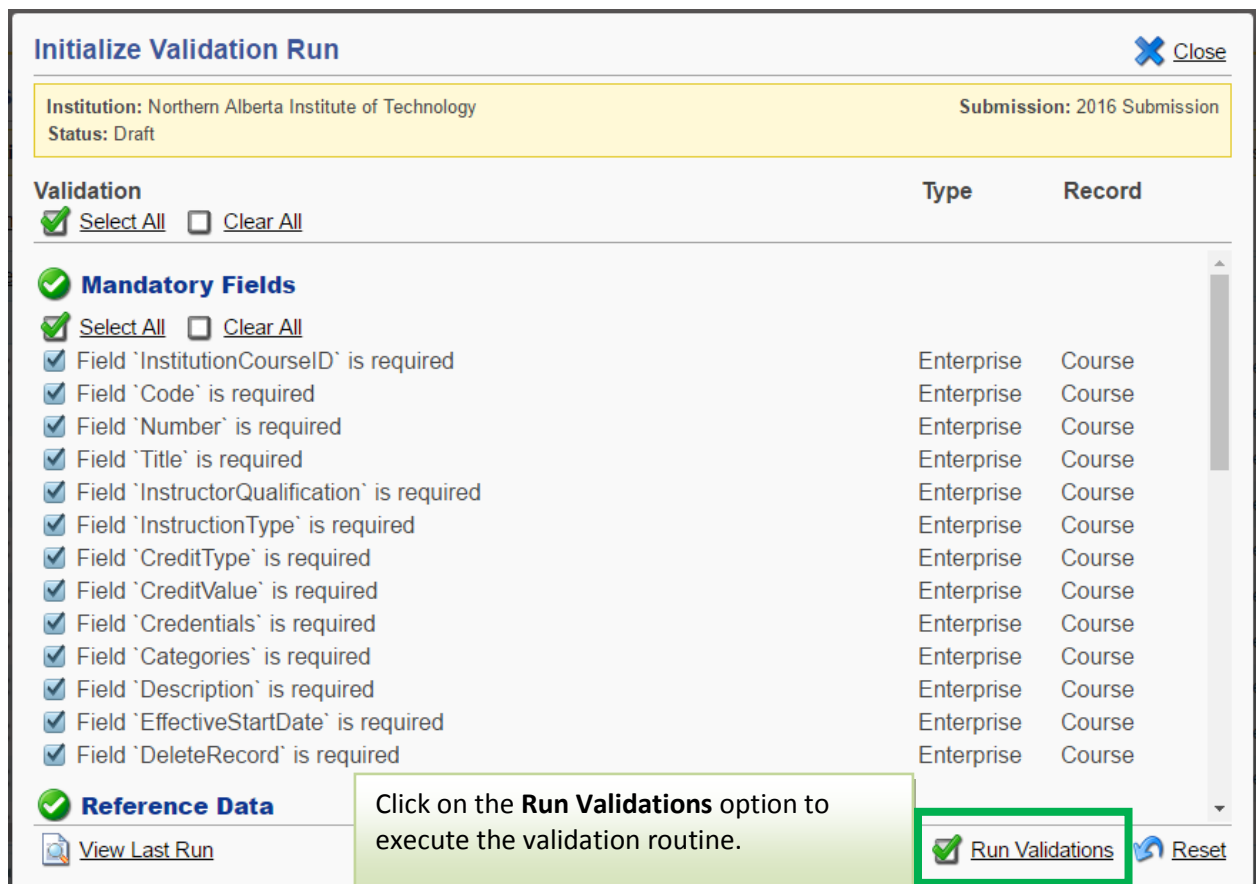 Initialize Validation Run
Close
Institution: Northern Alberta Institute of Technology
Submission: 2016 Submission
Status: Draft
Validation Type Record
Select All Clear All
Mandatory Fields
Select All Clear All
Field `InstitutionCourseID` is required Enterprise Course
Field `Code` is required Enterprise Course
Field `Number` is required Enterprise Course
Field `Title` is required Enterprise Course
Field `InstructorQualification` is required Enterprise Course
Field `InstructionType` is required Enterprise Course
Field `CreditType` is required Enterprise Course
Field `CreditValue` is required Enterprise Course
Field `Credentials` is required Enterprise Course
Field `Categories` is required Enterprise Course
Field `Description` is required Enterprise Course
Field `EffectiveStartDate` is required Enterprise Course
Field `DeleteRecord` is required Enterprise Course
Reference Data
Click on the Run Validations option to
execute the validation routine.
View Last Run
Run Validations Reset